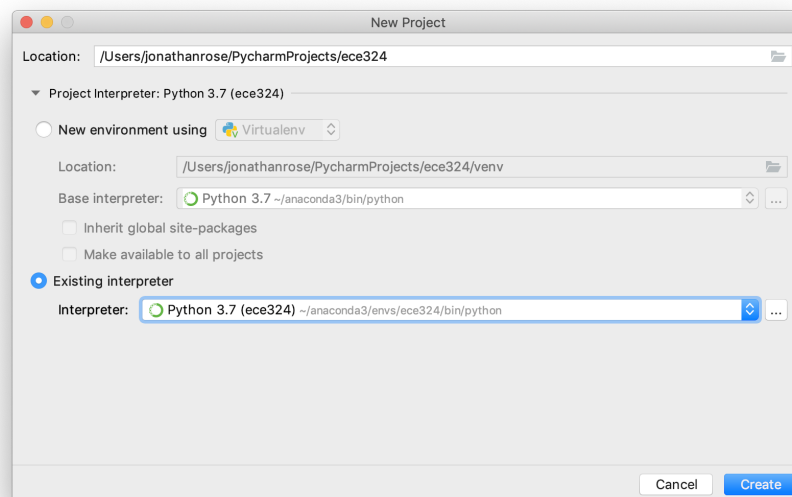 New Project
Location: /Users/jonathanrose/PycharmProjects/ece324
Project Interpreter: Python 3.7 (ece324)
New environment using Virtualenv
Location: /Users/jonathanrose/PycharmProjects/ece324/venv
Base interpreter: Python 3.7 ~/anaconda3/bin/python ...
Inherit global site-packages
Make available to all projects
Existing interpreter
Interpreter: Python 3.7 (ece324) ~/anaconda3/envs/ece324/bin/python ...
Cancel Create